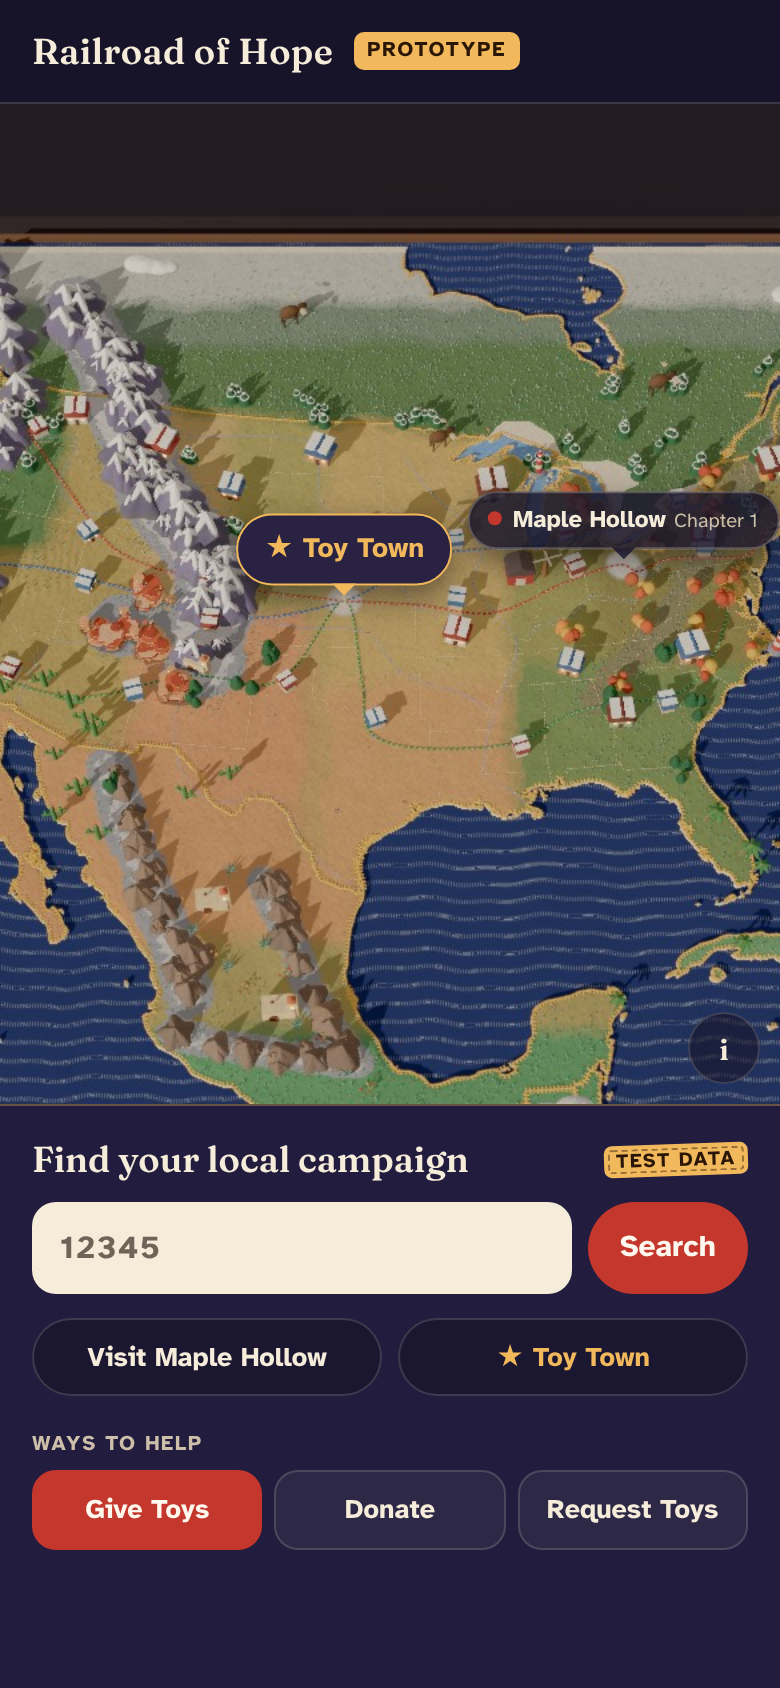 Railroad of Hope PROTOTYPE
★ Toy Town
Maple Hollow Chapter 1
i
Find your local campaign TEST DATA
12345 Search
Visit Maple Hollow ★ Toy Town
WAYS TO HELP
Give Toys Donate Request Toys